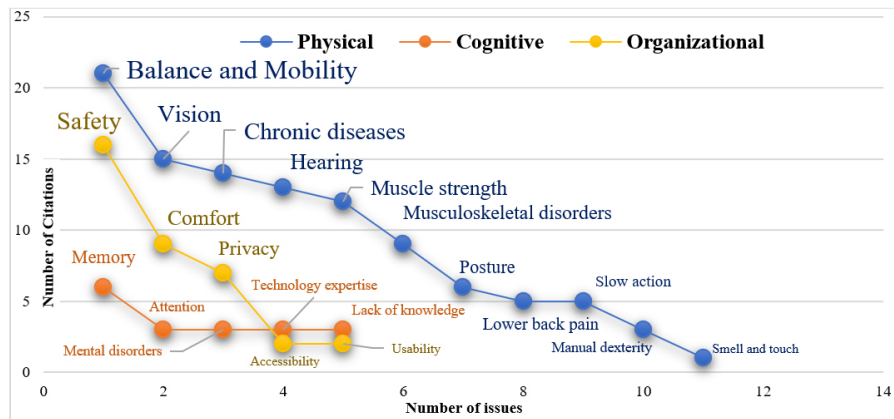 25
Physical
Cognitive
Organizational
Balance and Mobility
20
Vision
Safety
Chronic diseases
15
Hearing
Muscle strength
Musculoskeletal disorders
Number of Citations
10
Comfort
Privacy
Memory
Technology expertise
Posture
Slow action
5
Attention
Lack of knowledge
Lower back pain
Mental disorders
Accessibility
Usability
Manual dexterity
Smell and touch
0
0
2
4
6
8
10
12
14
Number of issues